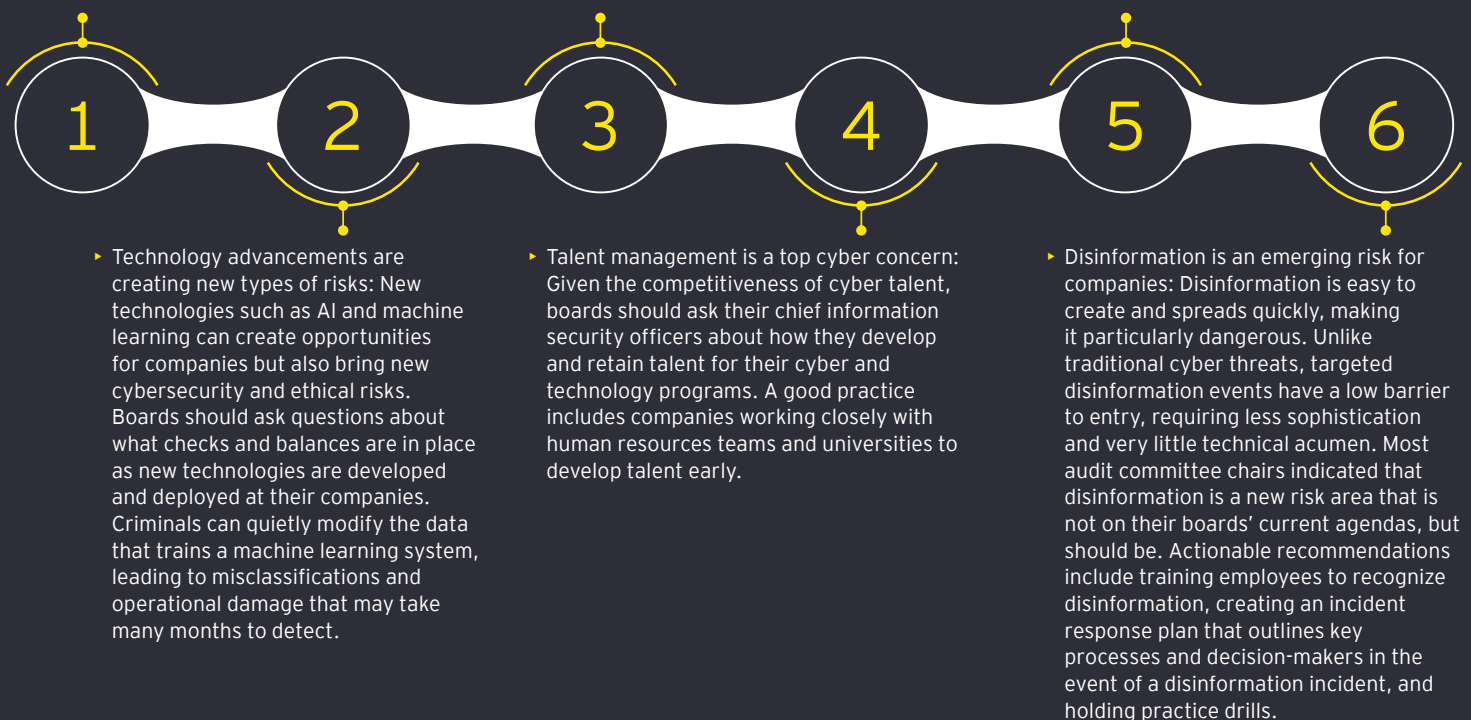 1
2
3
4
5
6
‣ Technology advancements are
creating new types of risks: New
technologies such as AI and machine
learning can create opportunities
for companies but also bring new
cybersecurity and ethical risks.
Boards should ask questions about
what checks and balances are in place
as new technologies are developed
and deployed at their companies.
Criminals can quietly modify the data
that trains a machine learning system,
leading to misclassifications and
operational damage that may take
many months to detect.
‣ Talent management is a top cyber concern:
Given the competitiveness of cyber talent,
boards should ask their chief information
security officers about how they develop
and retain talent for their cyber and
technology programs. A good practice
includes companies working closely with
human resources teams and universities to
develop talent early.
‣ Disinformation is an emerging risk for
companies: Disinformation is easy to
create and spreads quickly, making
it particularly dangerous. Unlike
traditional cyber threats, targeted
disinformation events have a low barrier
to entry, requiring less sophistication
and very little technical acumen. Most
audit committee chairs indicated that
disinformation is a new risk area that is
not on their boards’ current agendas, but
should be. Actionable recommendations
include training employees to recognize
disinformation, creating an incident
response plan that outlines key
processes and decision-makers in the
event of a disinformation incident, and
holding practice drills.